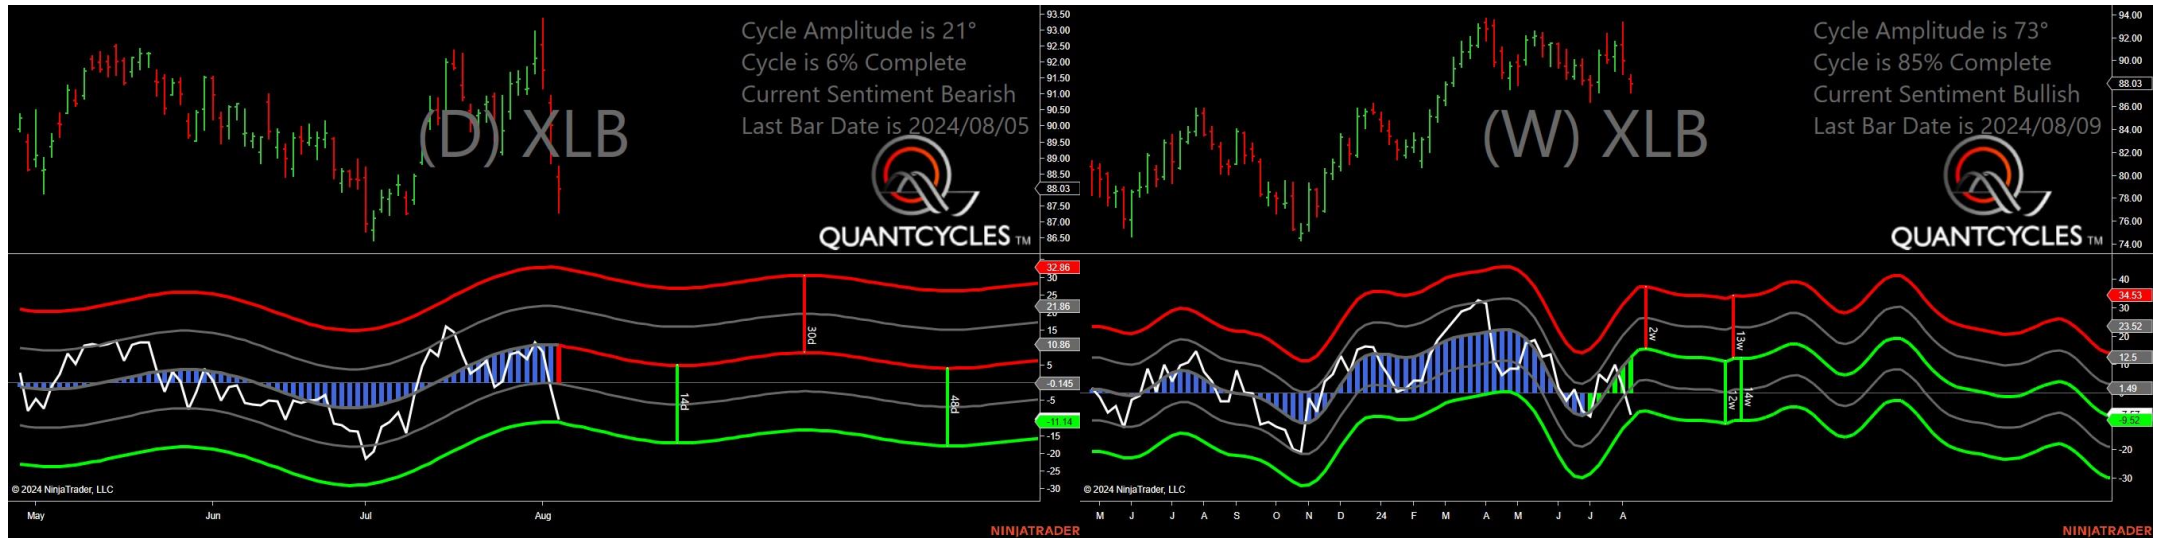 Cycle Amplitude is 21°
Cycle is 6% Complete
Current Sentiment Bearish
Last Bar Date is 2024/08/05
(D) XLB
QUANTCYCLES TM
93.50
93.00
92.50
92.00
91.50
91.00
90.50
90.00
89.50
89.00
88.50
88.03
87.50
87.00
86.50
32.86
30
25
21.86
20
15
10.86
5
-0.145
-5
-11.14
-15
-20
-25
-30
30d
14d
48d
© 2024 NinjaTrader, LLC
May Jun Jul Aug
NINJATRADER
Cycle Amplitude is 73°
Cycle is 85% Complete
Current Sentiment Bullish
Last Bar Date is 2024/08/09
(W) XLB
QUANTCYCLES TM
94.00
92.00
90.00
88.03
86.00
84.00
82.00
80.00
78.00
76.00
74.00
40
34.53
30
23.52
12.5
10
1.49
-9.52
-20
-30
2w
13w
12w
14w
© 2024 NinjaTrader, LLC
M J J A S O N D 24 F M A M J J A
NINJATRADER